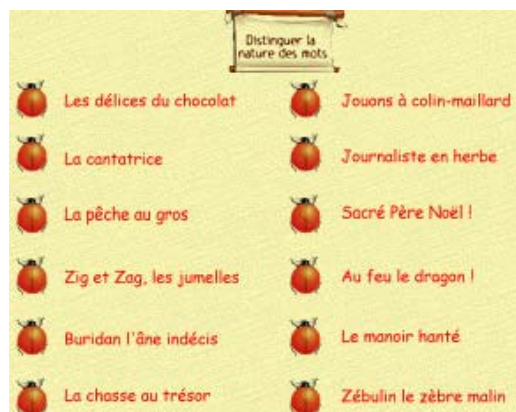 Distinguer la
nature des mots
Les délices du chocolat
La cantatrice
La pêche au gros
Zig et Zag, les jumelles
Buridan l'âne indécis
La chasse au trésor
Jouons à colin-maillard
Journaliste en herbe
Sacré Père Noël !
Au feu le dragon !
Le manoir hanté
Zébulin le zèbre malin